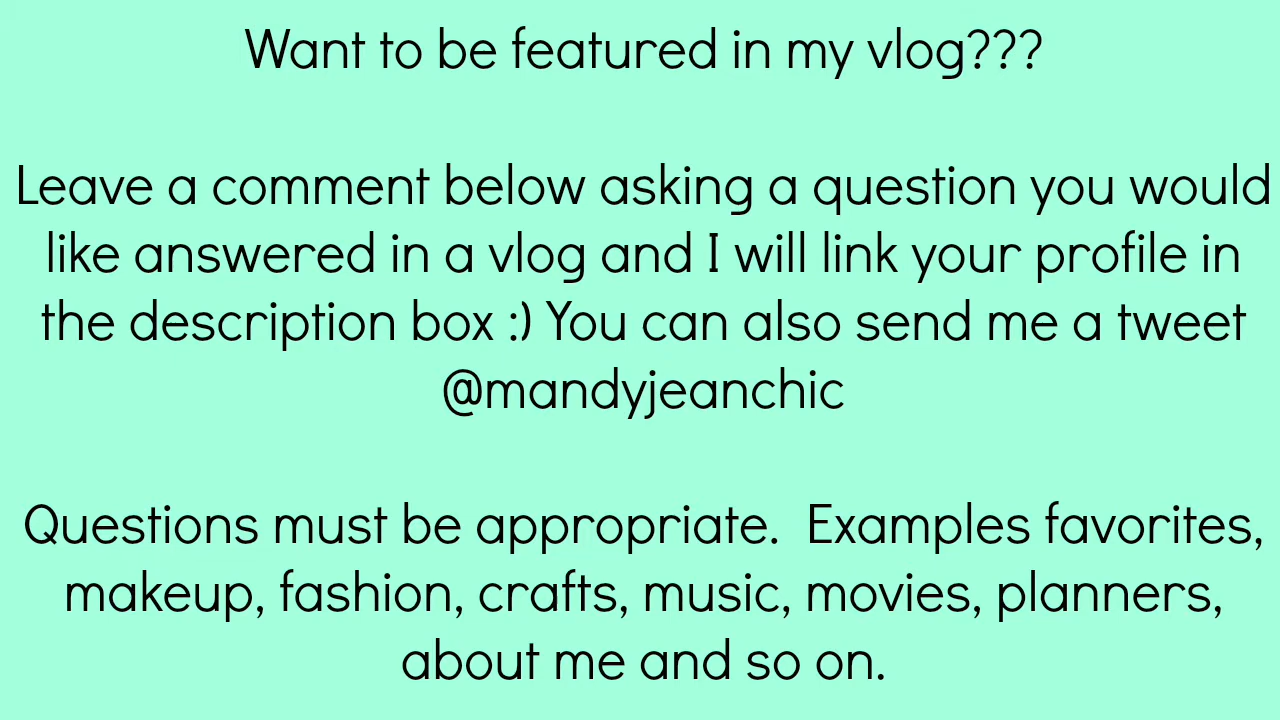 Want to be featured in my vlog???
Leave a comment below asking a question you would
like answered in a vlog and I will link your profile in
the description box :) You can also send me a tweet
@mandyjeanchic
Questions must be appropriate.  Examples favorites,
makeup, fashion, crafts, music, movies, planners,
about me and so on.